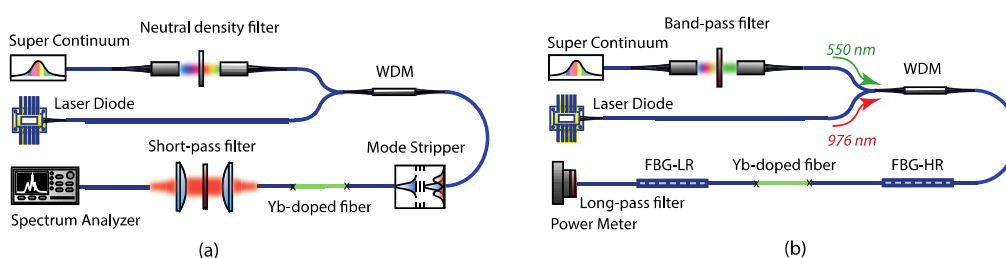 Neutral density filter
Super Continuum
WDM
Laser Diode
Short-pass filter
Mode Stripper
Yb-doped fiber
Spectrum Analyzer
(a)
Band-pass filter
Super Continuum
550 nm
WDM
Laser Diode
976 nm
FBG-LR
Yb-doped fiber
FBG-HR
Long-pass filter
Power Meter
(b)